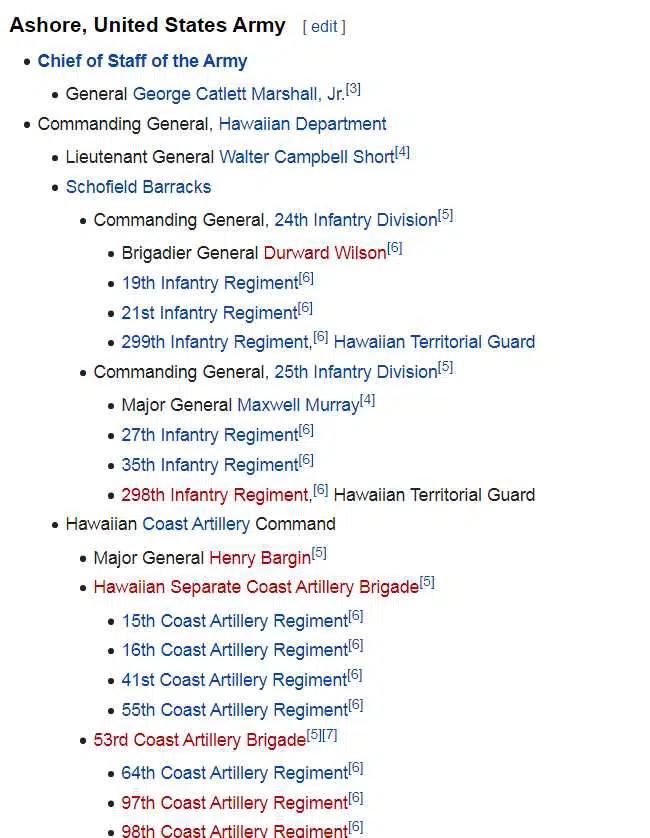 Ashore, United States Army [ edit ]
Chief of Staff of the Army
General George Catlett Marshall, Jr.[3]
Commanding General, Hawaiian Department
Lieutenant General Walter Campbell Short[4]
Schofield Barracks
Commanding General, 24th Infantry Division[5]
Brigadier General Durward Wilson[6]
19th Infantry Regiment[6]
21st Infantry Regiment[6]
299th Infantry Regiment,[6] Hawaiian Territorial Guard
Commanding General, 25th Infantry Division[5]
Major General Maxwell Murray[4]
27th Infantry Regiment[6]
35th Infantry Regiment[6]
298th Infantry Regiment,[6] Hawaiian Territorial Guard
Hawaiian Coast Artillery Command
Major General Henry Bargin[5]
Hawaiian Separate Coast Artillery Brigade[5]
15th Coast Artillery Regiment[6]
16th Coast Artillery Regiment[6]
41st Coast Artillery Regiment[6]
55th Coast Artillery Regiment[6]
53rd Coast Artillery Brigade[5][7]
64th Coast Artillery Regiment[6]
97th Coast Artillery Regiment[6]
98th Coast Artillery Regiment[6]